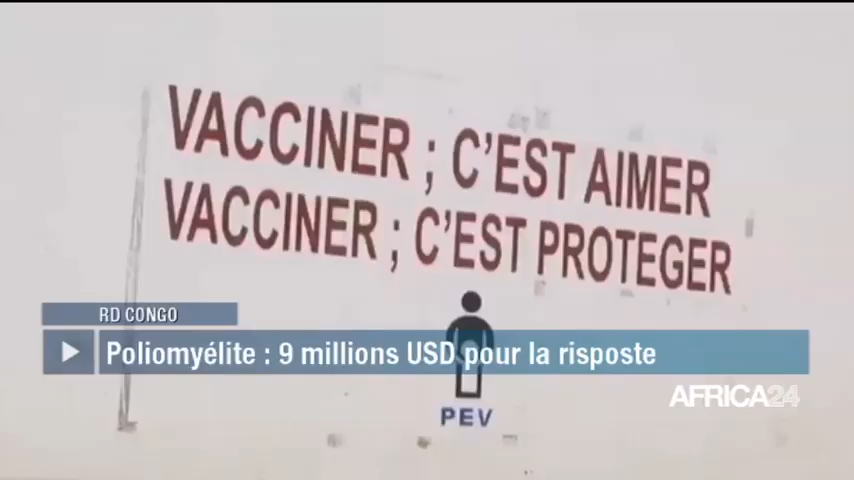 VACCINER ; C'EST AIMER
VACCINER ; C'EST PROTEGER
RD CONGO
Poliomyélite : 9 millions USD pour la risposte
AFRICA24
PEV